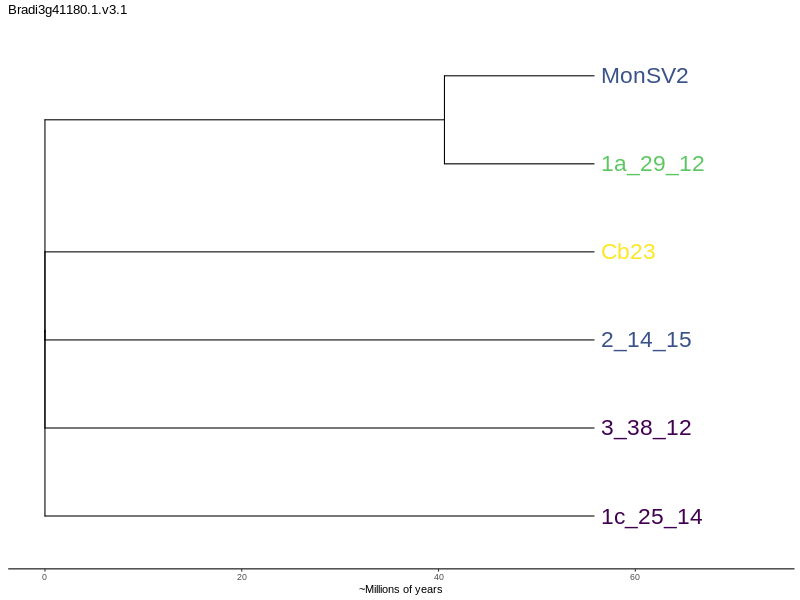 Bradi3g41180.1.v3.1
MonSV2
1a_29_12
Cb23
2_14_15
3_38_12
1c_25_14
0 20 40 60
~Millions of years